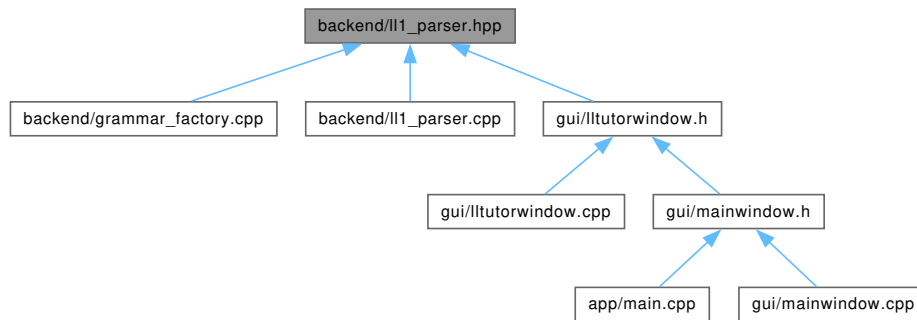 backend/ll1_parser.hpp
backend/grammar_factory.cpp
backend/ll1_parser.cpp
gui/lltutorwindow.h
gui/lltutorwindow.cpp
gui/mainwindow.h
app/main.cpp
gui/mainwindow.cpp